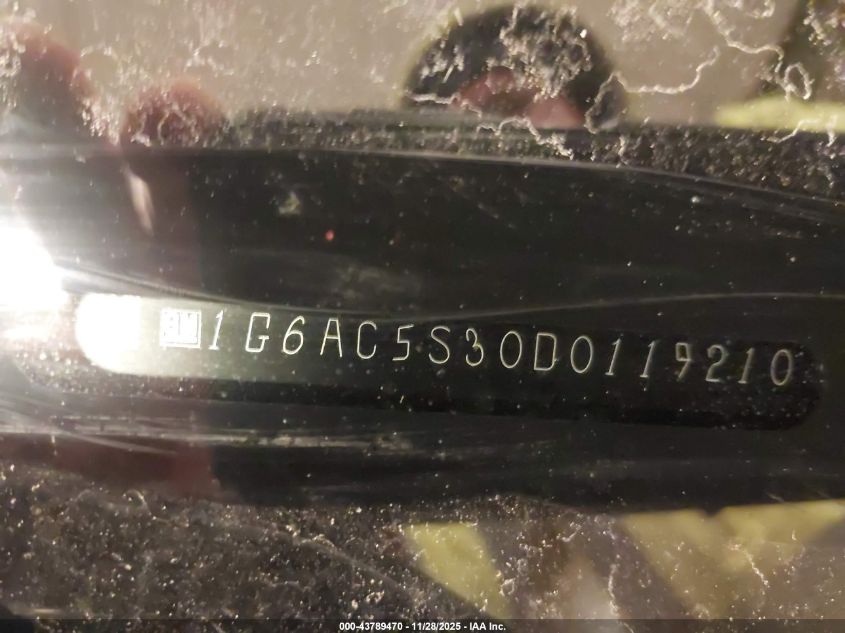 GM 1G6AC5S30D0119210
000-43789470 - 11/28/2025 - IAA Inc.